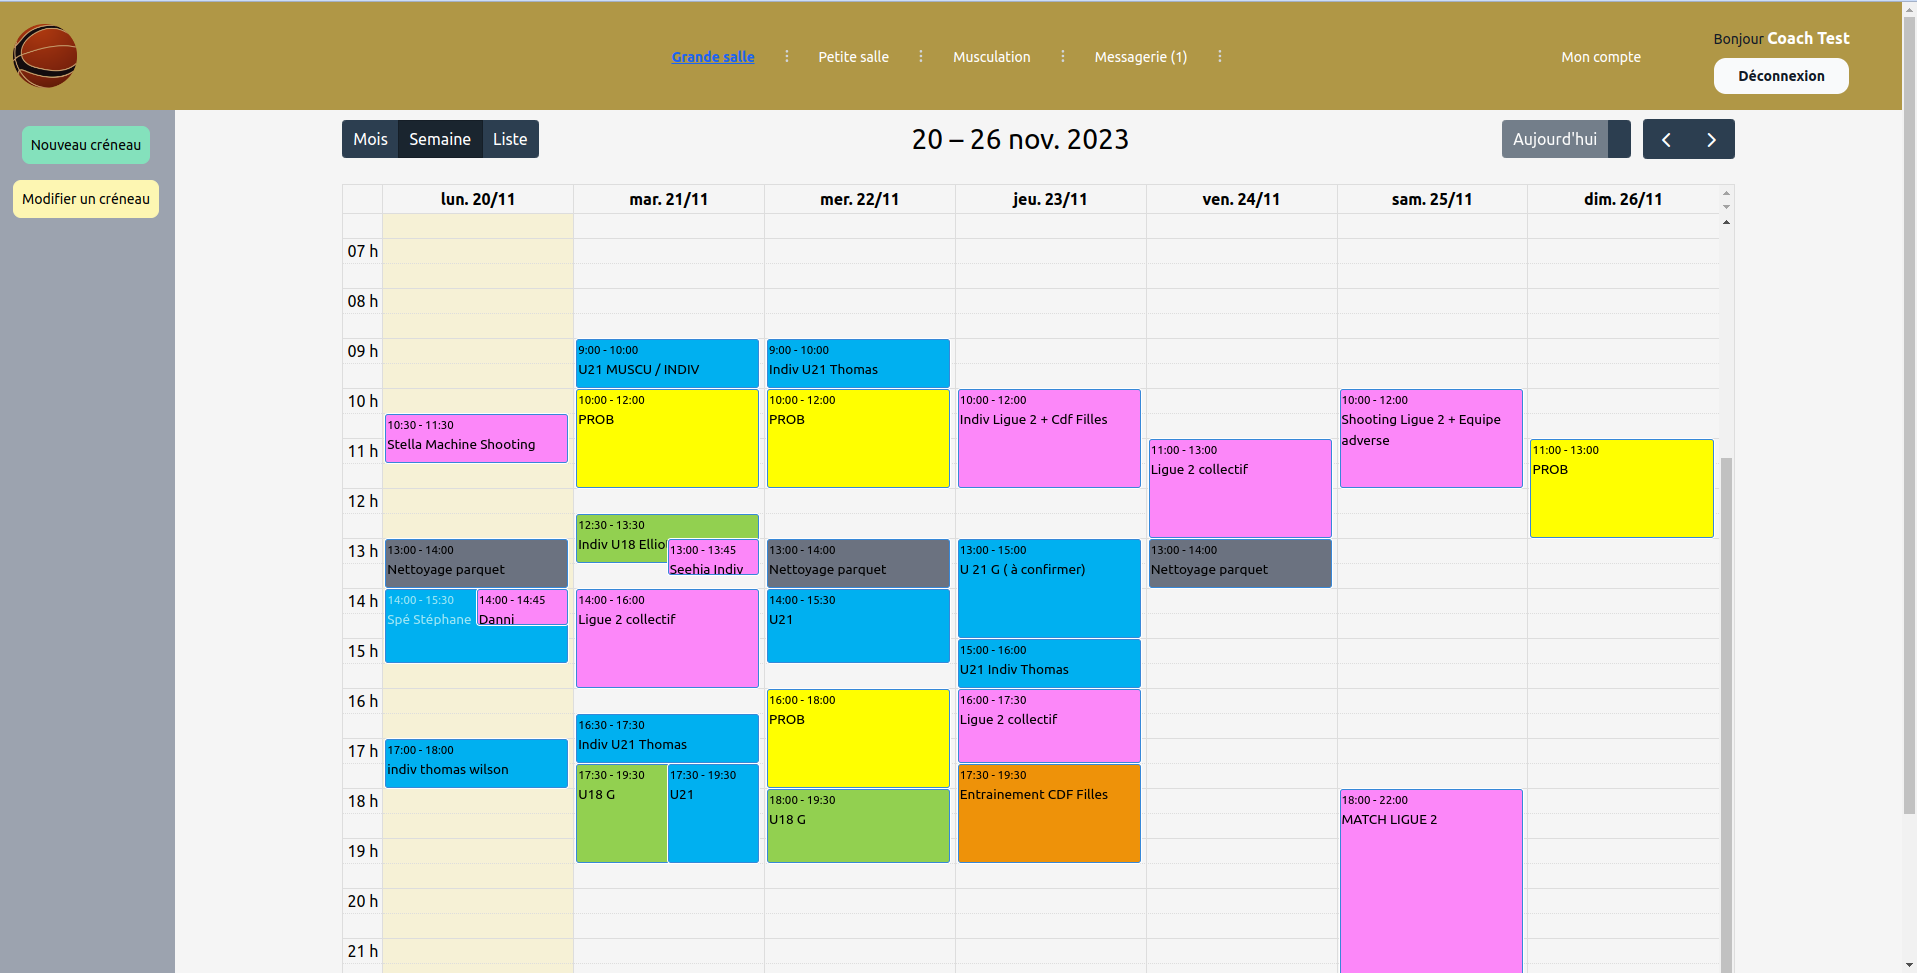 Grande salle
Petite salle
Musculation
Messagerie (1)
Mon compte
Bonjour Coach Test
Déconnexion
Nouveau créneau
Modifier un créneau
Mois Semaine Liste
20 – 26 nov. 2023
Aujourd'hui
lun. 20/11 mar. 21/11 mer. 22/11 jeu. 23/11 ven. 24/11 sam. 25/11 dim. 26/11
07 h
08 h
09 h
10 h
11 h
12 h
13 h
14 h
15 h
16 h
17 h
18 h
19 h
20 h
21 h
10:30 - 11:30
Stella Machine Shooting
13:00 - 14:00
Nettoyage parquet
14:00 - 15:30
Spé Stéphane
14:00 - 14:45
Danni
17:00 - 18:00
indiv thomas wilson
9:00 - 10:00
U21 MUSCU / INDIV
10:00 - 12:00
PROB
12:30 - 13:30
Indiv U18 Elliot
13:00 - 13:45
Seehia Indiv
14:00 - 16:00
Ligue 2 collectif
16:30 - 17:30
Indiv U21 Thomas
17:30 - 19:30
U18 G
17:30 - 19:30
U21
9:00 - 10:00
Indiv U21 Thomas
10:00 - 12:00
PROB
13:00 - 14:00
Nettoyage parquet
14:00 - 15:30
U21
16:00 - 18:00
PROB
18:00 - 19:30
U18 G
10:00 - 12:00
Indiv Ligue 2 + Cdf Filles
13:00 - 15:00
U 21 G ( à confirmer)
15:00 - 16:00
U21 Indiv Thomas
16:00 - 17:30
Ligue 2 collectif
17:30 - 19:30
Entrainement CDF Filles
11:00 - 13:00
Ligue 2 collectif
13:00 - 14:00
Nettoyage parquet
10:00 - 12:00
Shooting Ligue 2 + Equipe
adverse
18:00 - 22:00
MATCH LIGUE 2
11:00 - 13:00
PROB